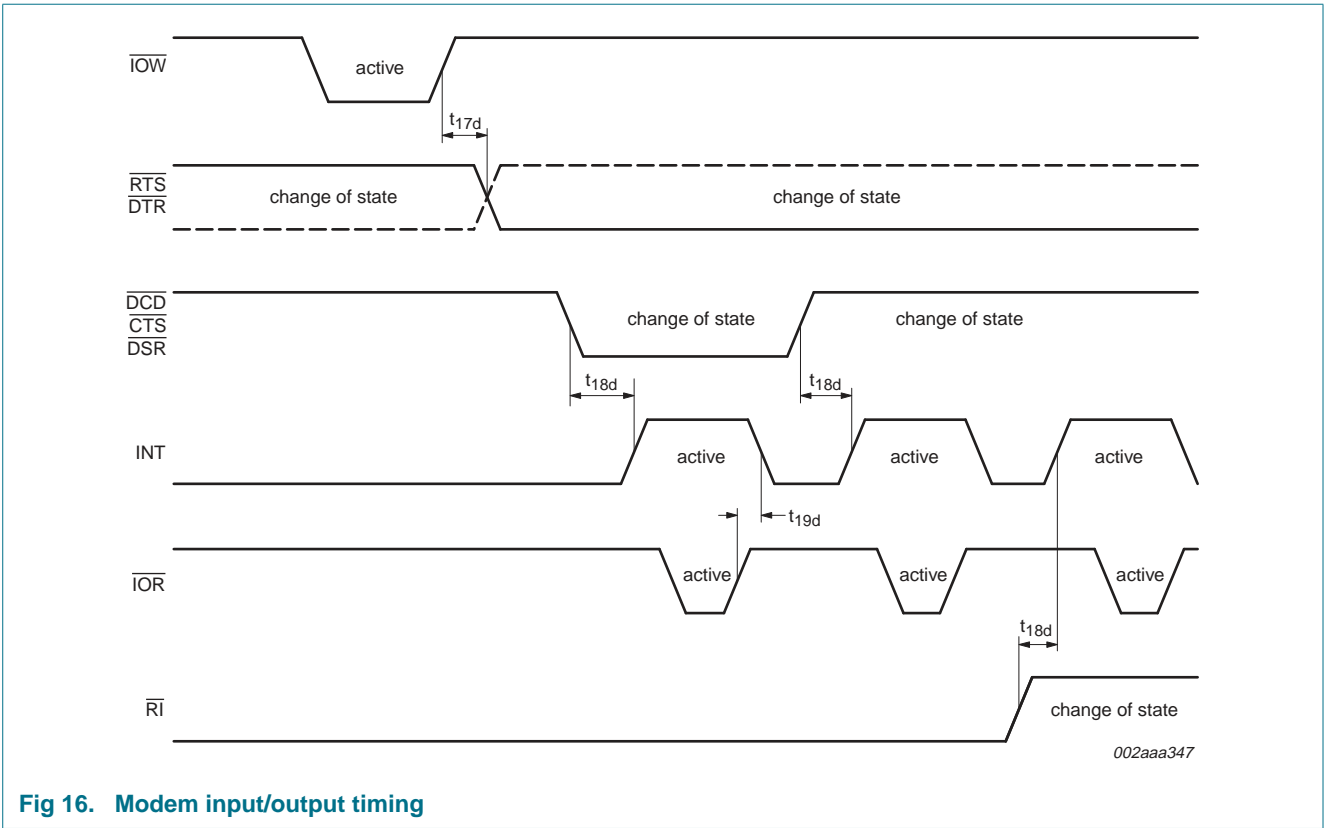 IOW
active
t17d
RTS
DTR
change of state
change of state
DCD
CTS
DSR
change of state
change of state
t18d
t18d
INT
active
active
active
t19d
IOR
active
active
active
t18d
RI
change of state
002aaa347
Fig 16. Modem input/output timing